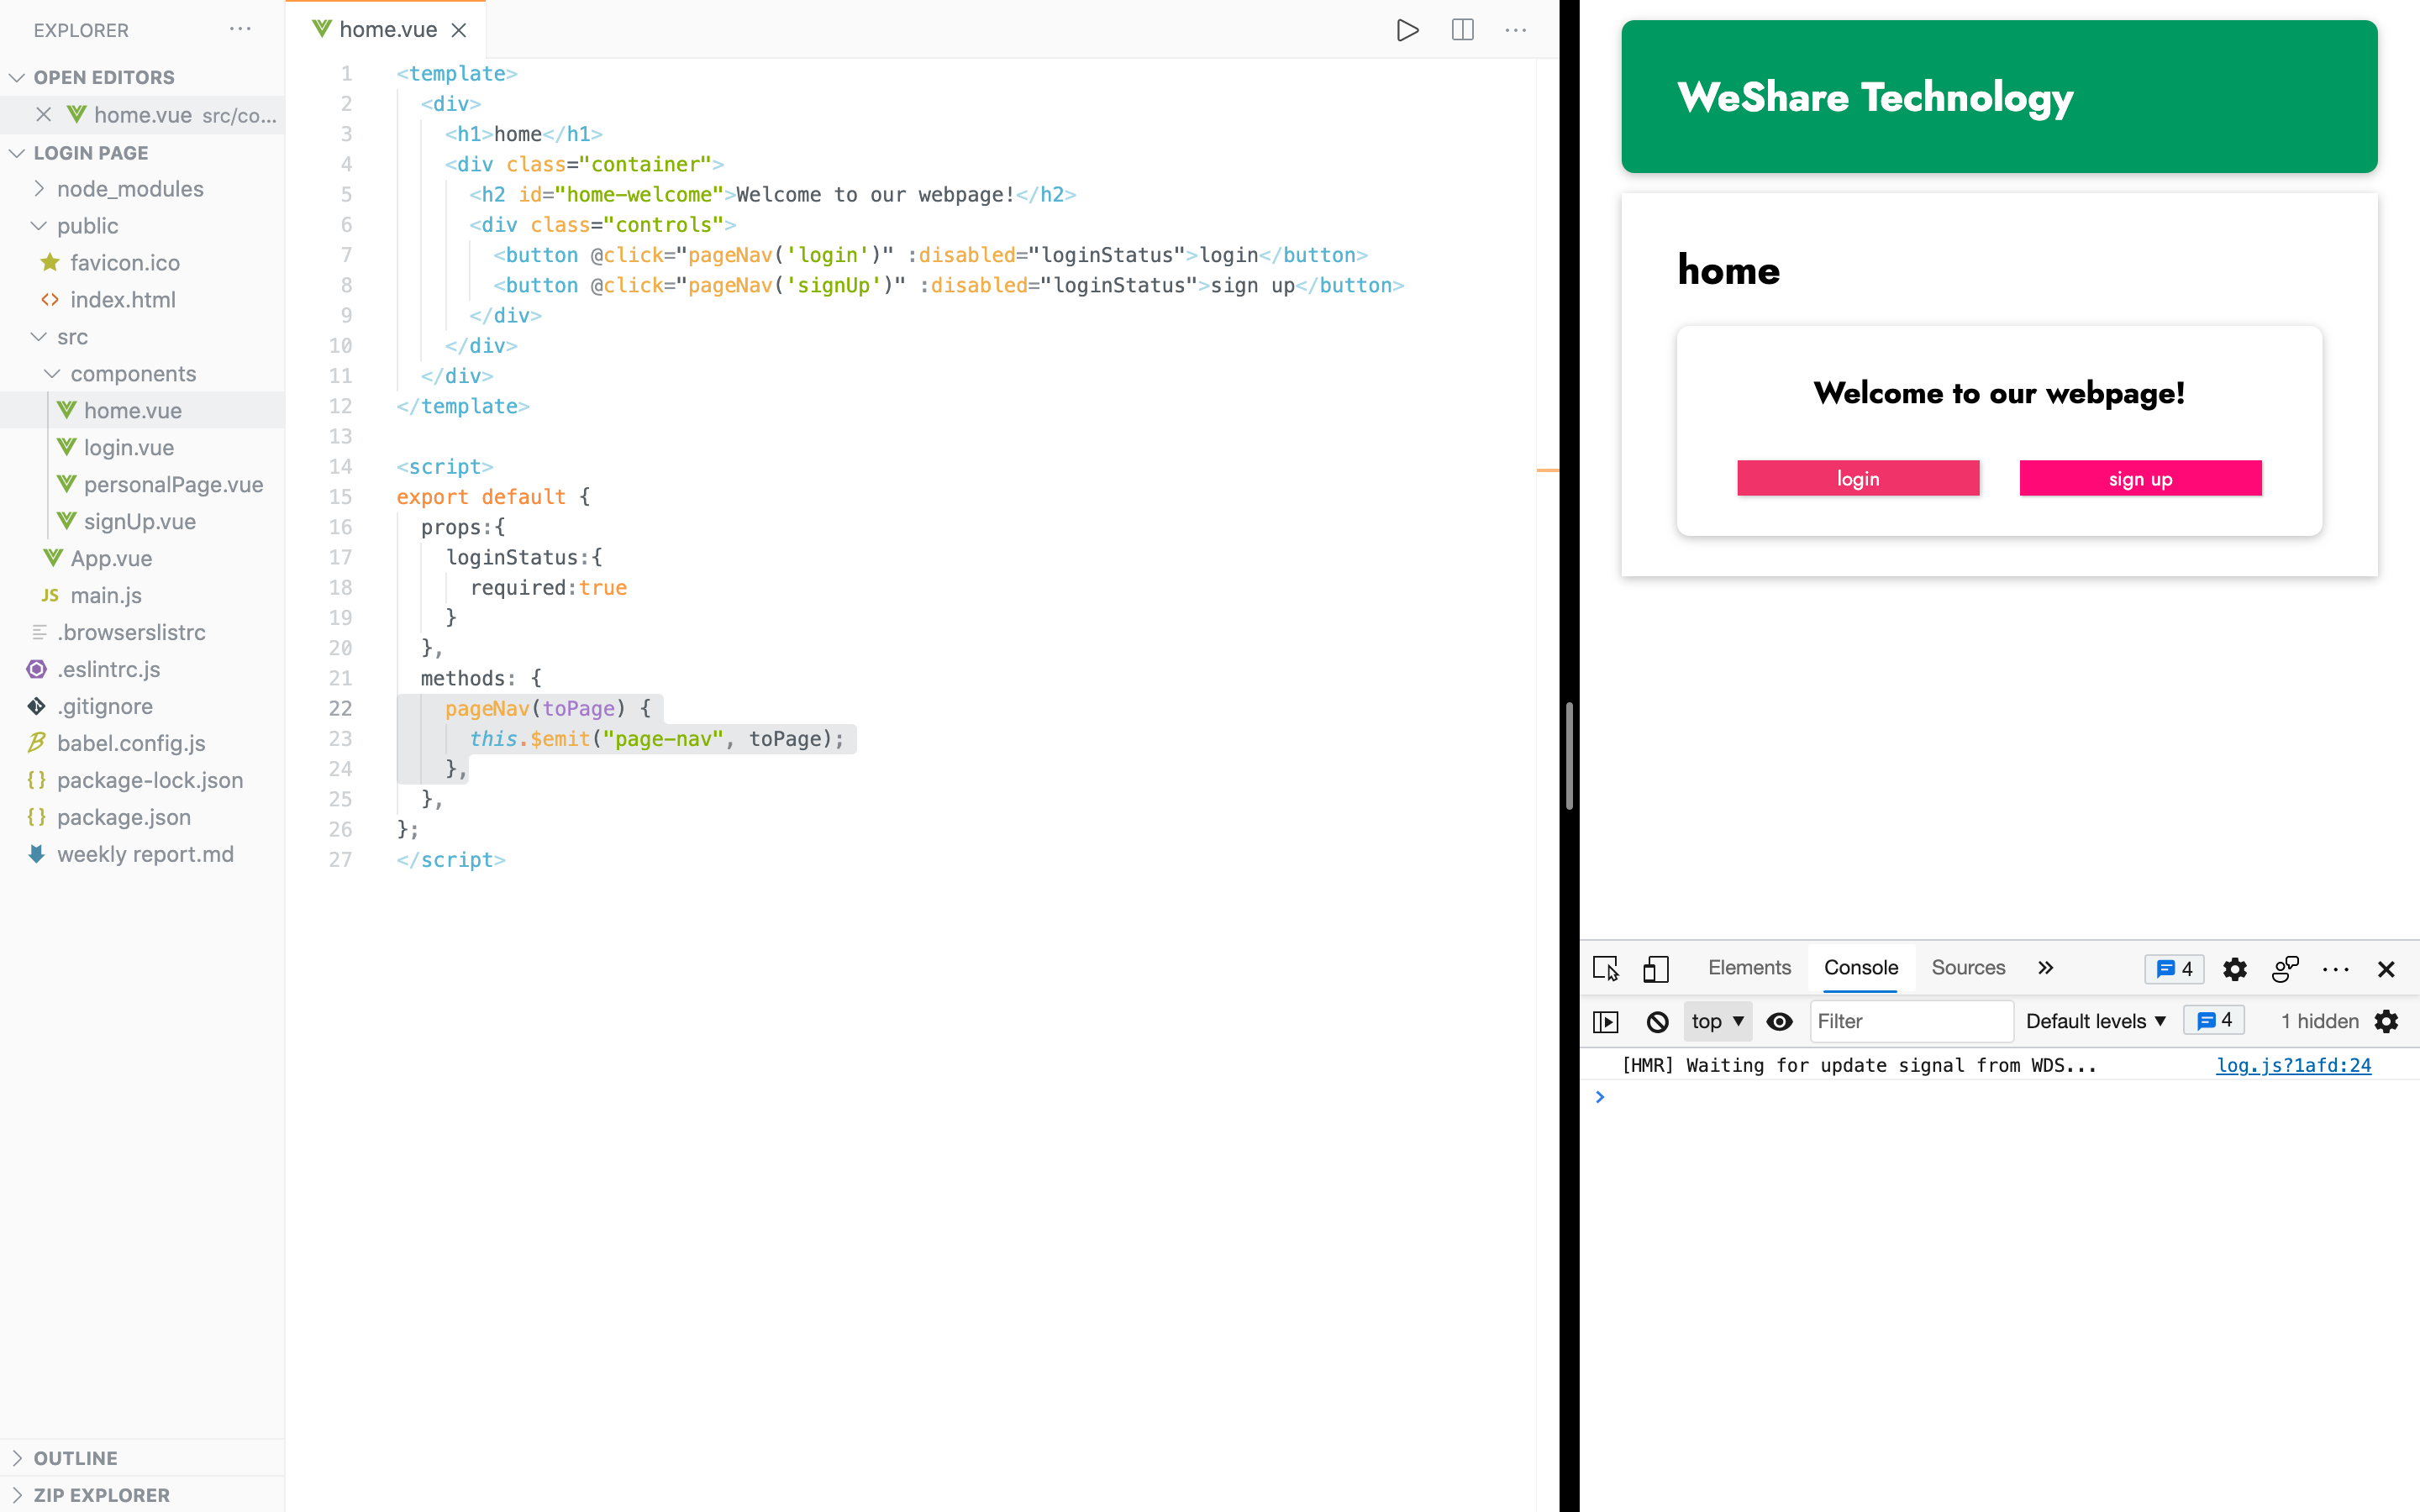 EXPLORER
OPEN EDITORS
home.vue src/co...
LOGIN PAGE
node_modules
public
favicon.ico
index.html
src
components
home.vue
login.vue
personalPage.vue
signUp.vue
App.vue
JS main.js
.browserslistrc
.eslintrc.js
.gitignore
babel.config.js
{} package-lock.json
{} package.json
weekly report.md
OUTLINE
ZIP EXPLORER
home.vue
1 <template>
2 <div>
3 <h1>home</h1>
4 <div class="container">
5 <h2 id="home-welcome">Welcome to our webpage!</h2>
6 <div class="controls">
7 <button @click="pageNav('login')" :disabled="loginStatus">login</button>
8 <button @click="pageNav('signUp')" :disabled="loginStatus">sign up</button>
9 </div>
10 </div>
11 </div>
12 </template>
13
14 <script>
15 export default {
16 props:{
17 loginStatus:{
18 required:true
19 }
20 },
21 methods: {
22 pageNav(toPage) {
23 this.$emit("page-nav", toPage);
24 },
25 },
26 };
27 </script>
WeShare Technology
home
Welcome to our webpage!
login
sign up
Elements Console Sources 4
top Filter Default levels 4 1 hidden
[HMR] Waiting for update signal from WDS... log.js?1afd:24